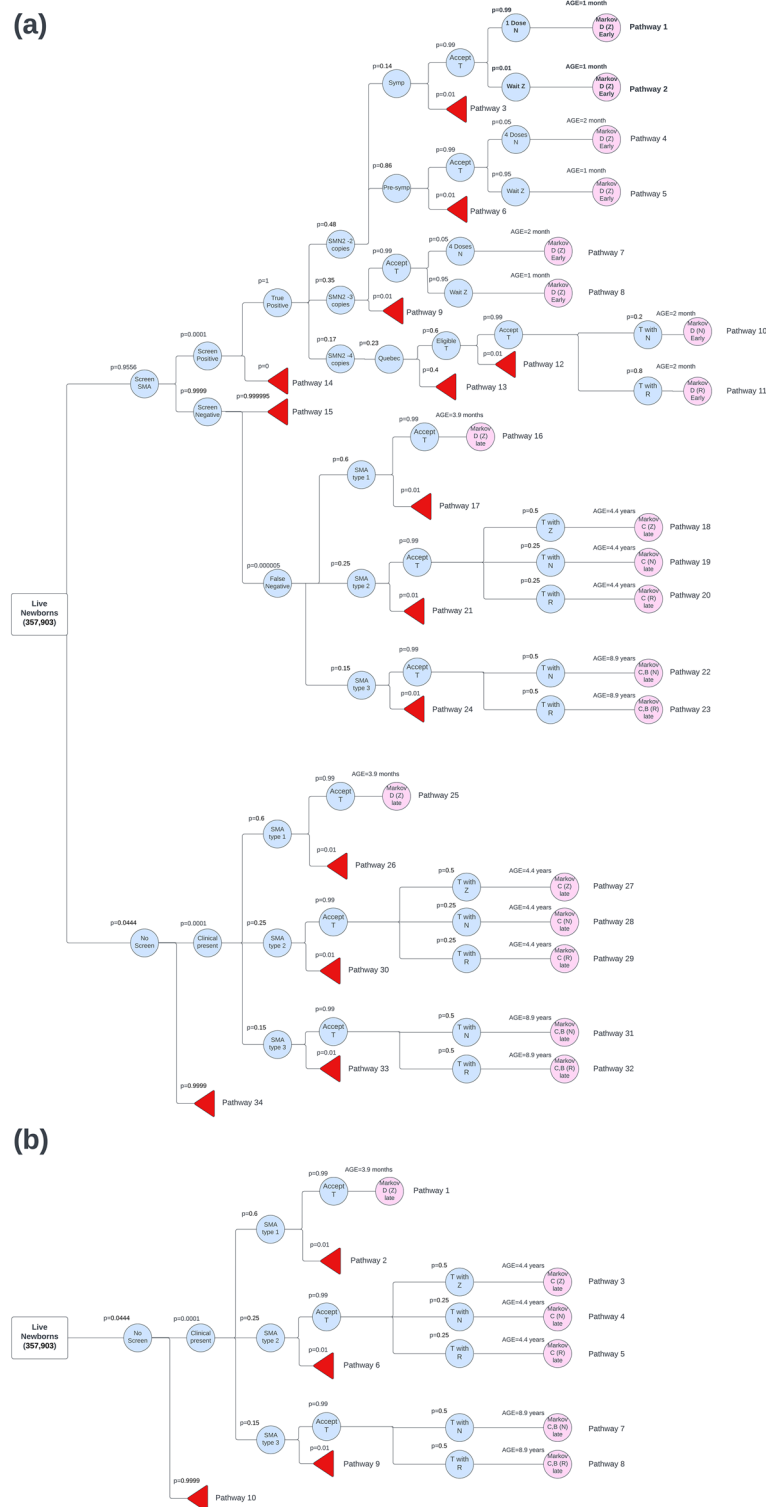 (a)
AGE=1 month
p=0.99
1 Dose
N
Markov
D (Z)
Early
Pathway 1
p=0.99
Accept
T
p=0.14
Symp
p=0.01
Wait Z
AGE=1 month
Markov
D (Z)
Early
Pathway 2
p=0.01
Pathway 3
p=0.05
4 Doses
N
AGE=2 month
Markov
D (Z)
Early
Pathway 4
p=0.99
Accept
T
p=0.86
Pre-symp
p=0.95
Wait Z
AGE=1 month
Markov
D (Z)
Early
Pathway 5
p=0.01
Pathway 6
p=0.48
SMN2 -2
copies
p=0.05
4 Doses
N
AGE=2 month
Markov
D (Z)
Early
Pathway 7
p=0.99
Accept
T
p=0.95
Wait Z
AGE=1 month
Markov
D (Z)
Early
Pathway 8
p=1
True
Positive
p=0.35
SMN2 -3
copies
p=0.01
Pathway 9
p=0.17
SMN2 -4
copies
p=0.23
Quebec
p=0.6
Eligible
T
p=0.99
Accept
T
p=0.2
T with
N
AGE=2 month
Markov
D (N)
Early
Pathway 10
p=0.8
T with
R
AGE=2 month
Markov
D (R)
Early
Pathway 11
p=0.01
Pathway 12
p=0.4
Pathway 13
p=0.0001
Screen
Positive
p=0
Pathway 14
p=0.9556
Screen
SMA
p=0.9999
Screen
Negative
p=0.999995
Pathway 15
p=0.99
Accept
T
AGE=3.9 months
Markov
D (Z)
late
Pathway 16
p=0.6
SMA
type 1
p=0.01
Pathway 17
p=0.5
T with
Z
AGE=4.4 years
Markov
C (Z)
late
Pathway 18
p=0.99
Accept
T
p=0.25
T with
N
AGE=4.4 years
Markov
C (N)
late
Pathway 19
p=0.25
T with
R
AGE=4.4 years
Markov
C (R)
late
Pathway 20
p=0.000005
False
Negative
p=0.25
SMA
type 2
p=0.01
Pathway 21
p=0.99
Accept
T
p=0.5
T with
N
AGE=8.9 years
Markov
C,B (N)
late
Pathway 22
p=0.15
SMA
type 3
p=0.5
T with
R
AGE=8.9 years
Markov
C,B (R)
late
Pathway 23
p=0.01
Pathway 24
Live
Newborns
(357,903)
p=0.99
Accept
T
AGE=3.9 months
Markov
D (Z)
late
Pathway 25
p=0.6
SMA
type 1
p=0.01
Pathway 26
p=0.5
T with
Z
AGE=4.4 years
Markov
C (Z)
late
Pathway 27
p=0.99
Accept
T
p=0.25
T with
N
AGE=4.4 years
Markov
C (N)
late
Pathway 28
p=0.0444
No
Screen
p=0.0001
Clinical
present
p=0.25
SMA
type 2
p=0.25
T with
R
AGE=4.4 years
Markov
C (R)
late
Pathway 29
p=0.01
Pathway 30
p=0.99
Accept
T
p=0.5
T with
N
AGE=8.9 years
Markov
C,B (N)
late
Pathway 31
p=0.15
SMA
type 3
p=0.5
T with
R
AGE=8.9 years
Markov
C,B (R)
late
Pathway 32
p=0.01
Pathway 33
p=0.9999
Pathway 34
(b)
p=0.99
Accept
T
AGE=3.9 months
Markov
D (Z)
late
Pathway 1
p=0.6
SMA
type 1
p=0.01
Pathway 2
p=0.5
T with
Z
AGE=4.4 years
Markov
C (Z)
late
Pathway 3
p=0.99
Accept
T
p=0.25
T with
N
AGE=4.4 years
Markov
C (N)
late
Pathway 4
Live
Newborns
(357,903)
p=0.0444
No
Screen
p=0.0001
Clinical
present
p=0.25
SMA
type 2
p=0.25
T with
R
AGE=4.4 years
Markov
C (R)
late
Pathway 5
p=0.01
Pathway 6
p=0.99
Accept
T
p=0.5
T with
N
AGE=8.9 years
Markov
C,B (N)
late
Pathway 7
p=0.15
SMA
type 3
p=0.5
T with
R
AGE=8.9 years
Markov
C,B (R)
late
Pathway 8
p=0.01
Pathway 9
p=0.9999
Pathway 10